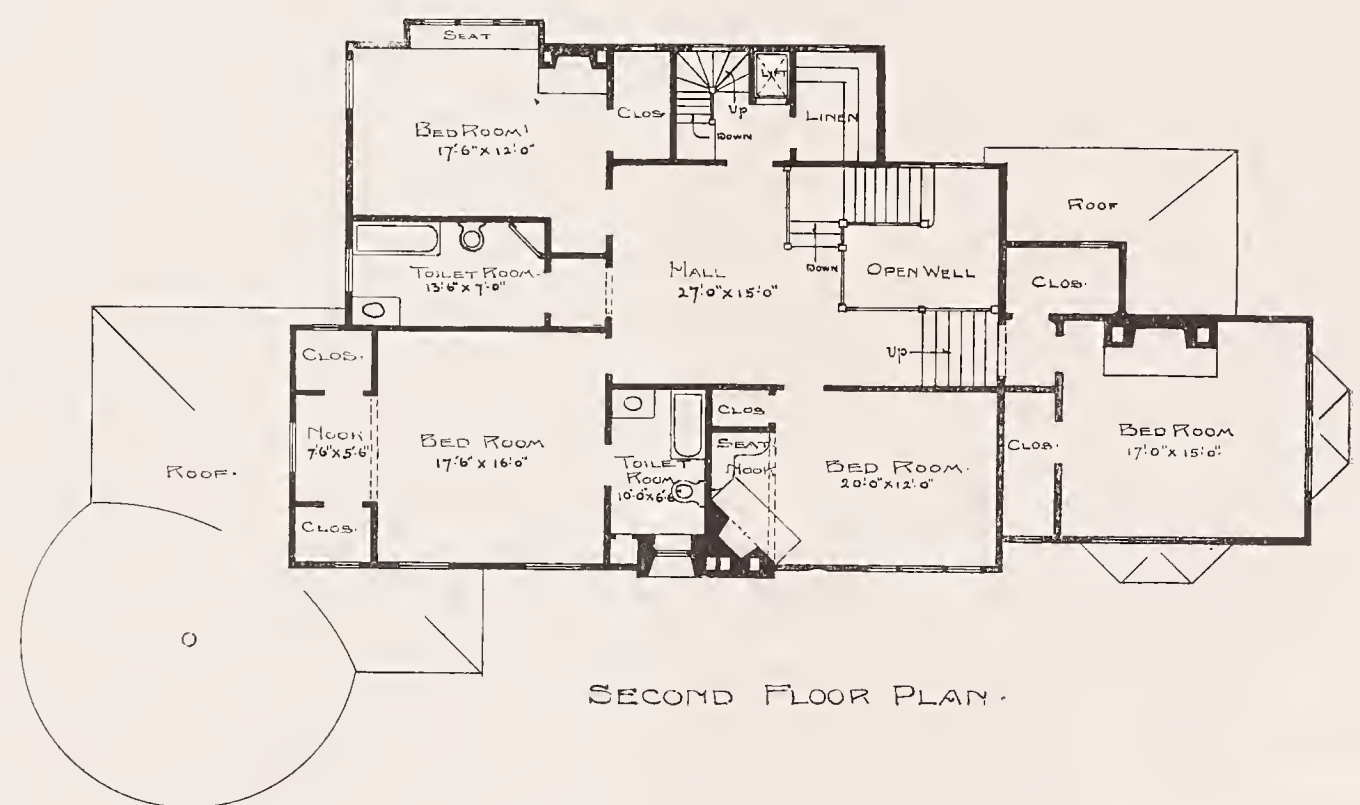 SEAT
BED ROOM
17'-6" X 12'-0"
CLOS
UP
DOWN
LIFT
LINEN
ROOF
TOILET ROOM.
13'-6" X 7'-0"
HALL
27'-0" X 15'-0"
DOWN
OPEN WELL
CLOS.
UP
CLOS.
NOOK
7'-6" X 5'-6"
CLOS.
ROOF.
BED ROOM
17'-6" X 16'-0"
TOILET
ROOM
10'-0" X 6'-6"
CLOS
SEAT
NOOK
BED ROOM.
20'-0" X 12'-0"
CLOS.
BED ROOM
17'-0" X 15'-0"
SECOND FLOOR PLAN.